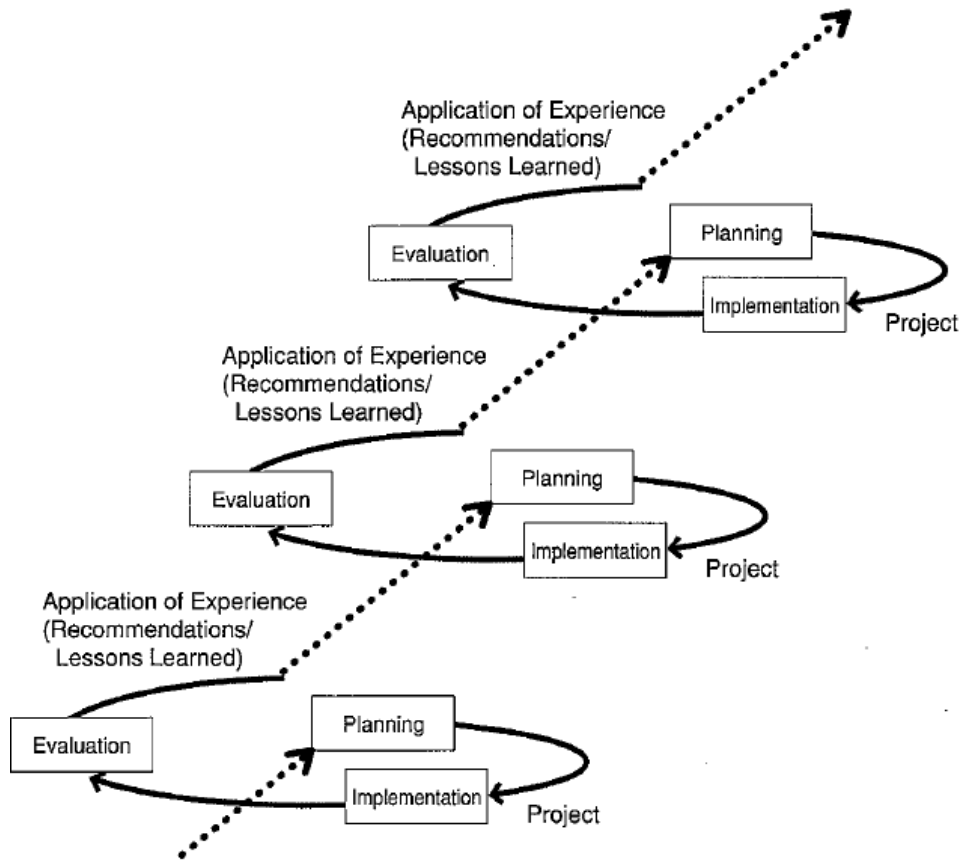 Application of Experience
(Recommendations/
Lessons Learned)
Planning
Evaluation
Implementation
Project
Application of Experience
(Recommendations/
Lessons Learned)
Planning
Evaluation
Implementation
Project
Application of Experience
(Recommendations/
Lessons Learned)
Planning
Evaluation
Implementation
Project